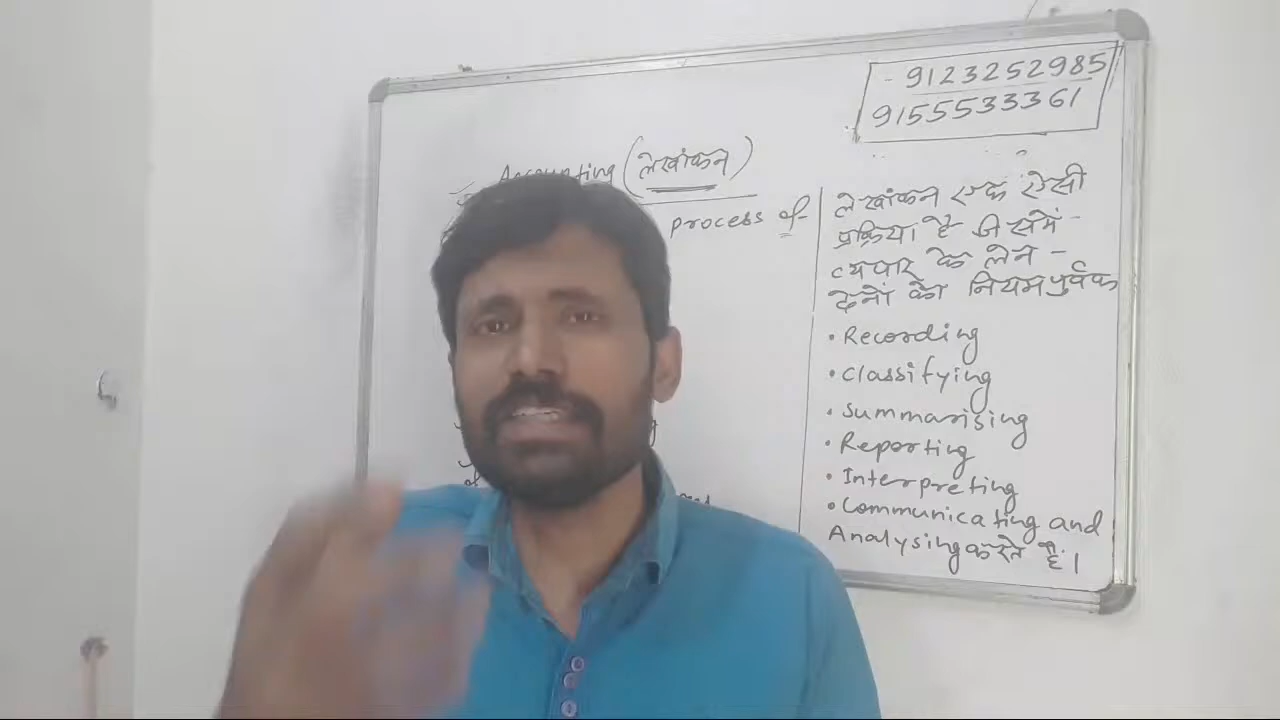 9123252985
9155533361
Accounting (लेखांकन)
process of
लेखांकन एक ऐसी
प्रक्रिया है जिसमें -
व्यपार के लेन -
देनों को नियमपुर्वक
• Recording
• Classifying
• Summarising
• Reporting
• Interpreting
• Communicating and
Analysing करते है।